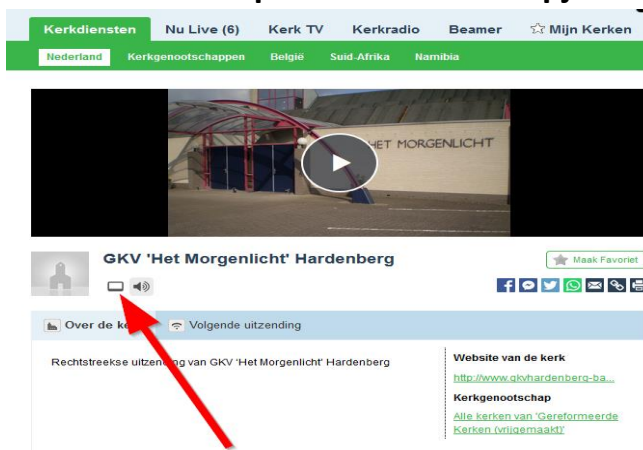 Kerkdiensten Nu Live (6) Kerk TV Kerkradio Beamer Mijn Kerken
Nederland Kerkgenootschappen België Suid-Afrika Namibia
HET MORGENLICHT
GKV 'Het Morgenlicht' Hardenberg
Maak Favoriet
Over de Volgende uitzending
Rechtstreekse uitzending van GKV 'Het Morgenlicht' Hardenberg
Website van de kerk
http://www.gkvhardenberg-ba...
Kerkgenootschap
Alle kerken van 'Gereformeerde
Kerken (vrijgemaakt)'